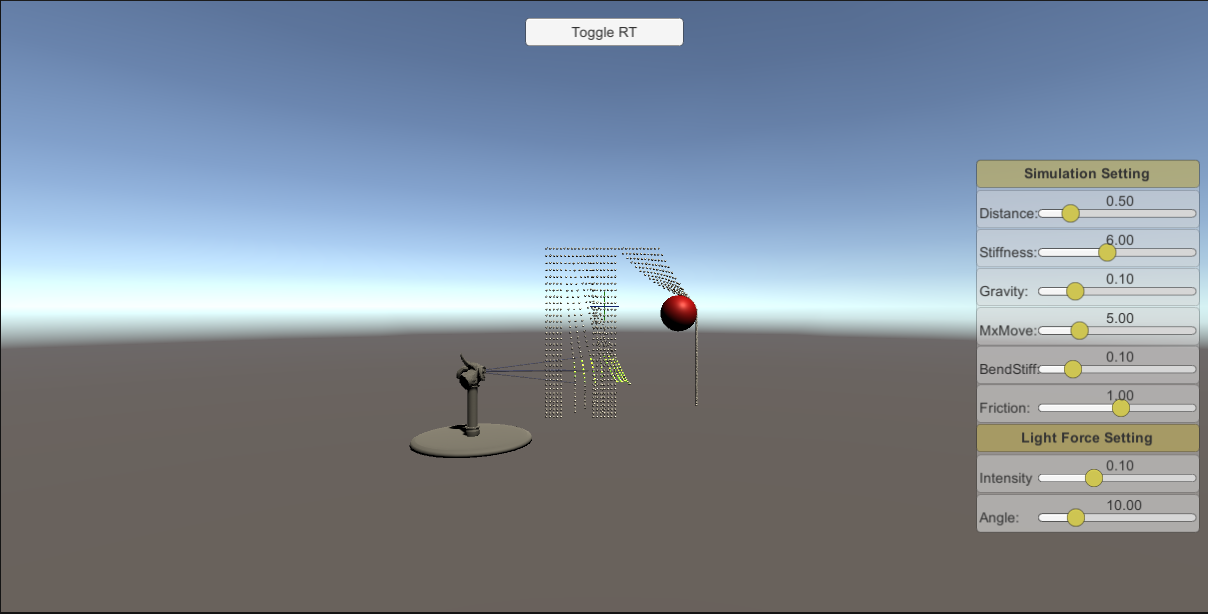 Toggle RT
Simulation Setting
0.50
Distance:
6.00
Stiffness:
0.10
Gravity:
5.00
MxMove:
0.10
BendStiff:
1.00
Friction:
Light Force Setting
0.10
Intensity
10.00
Angle: